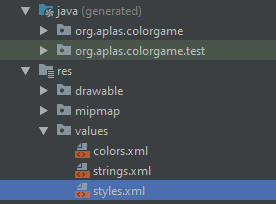 java (generated)
org.aplas.colorgame
org.aplas.colorgame.test
res
drawable
mipmap
values
colors.xml
strings.xml
styles.xml